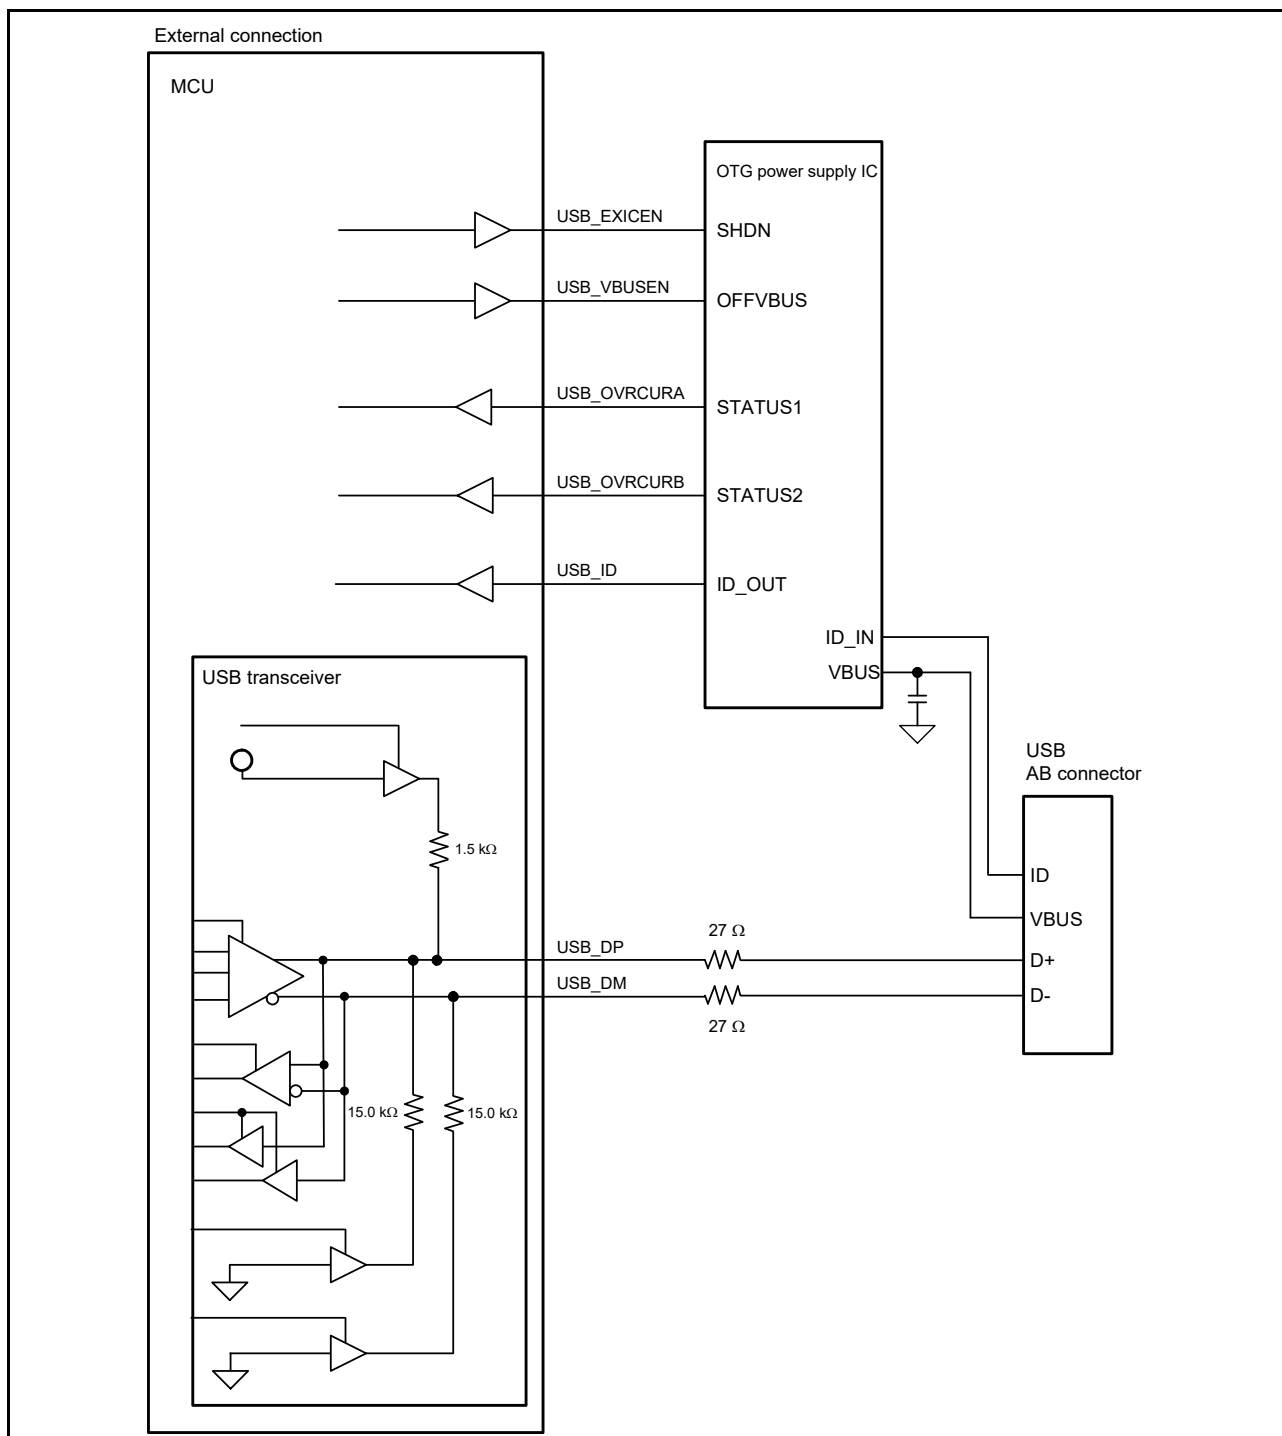 External connection
MCU
OTG power supply IC
USB_EXICEN
SHDN
USB_VBUSEN
OFFVBUS
USB_OVRCURA
STATUS1
USB_OVRCURB
STATUS2
USB_ID
ID_OUT
ID_IN
VBUS
USB transceiver
USB
AB connector
1.5 kΩ
ID
VBUS
27 Ω
USB_DP
D+
USB_DM
D-
27 Ω
15.0 kΩ
15.0 kΩ